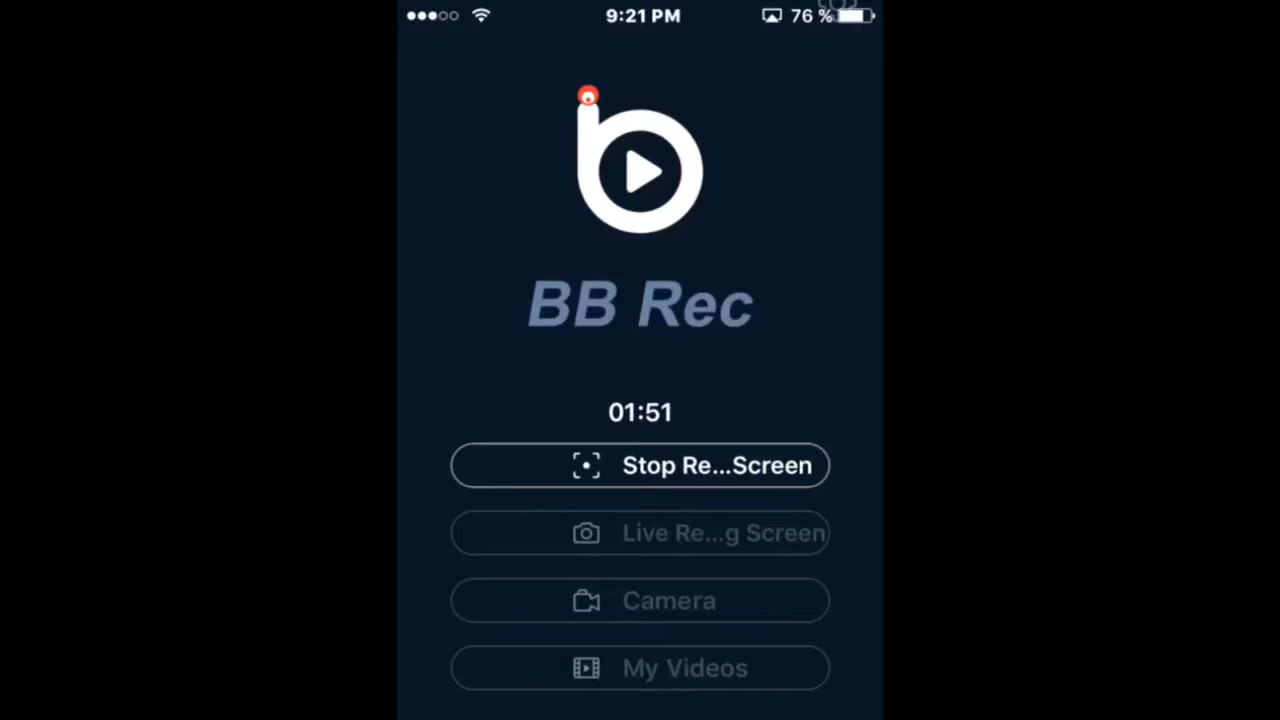 9:21 PM
76 %
BB Rec
01:51
Stop Re...Screen
Live Re...g Screen
Camera
My Videos